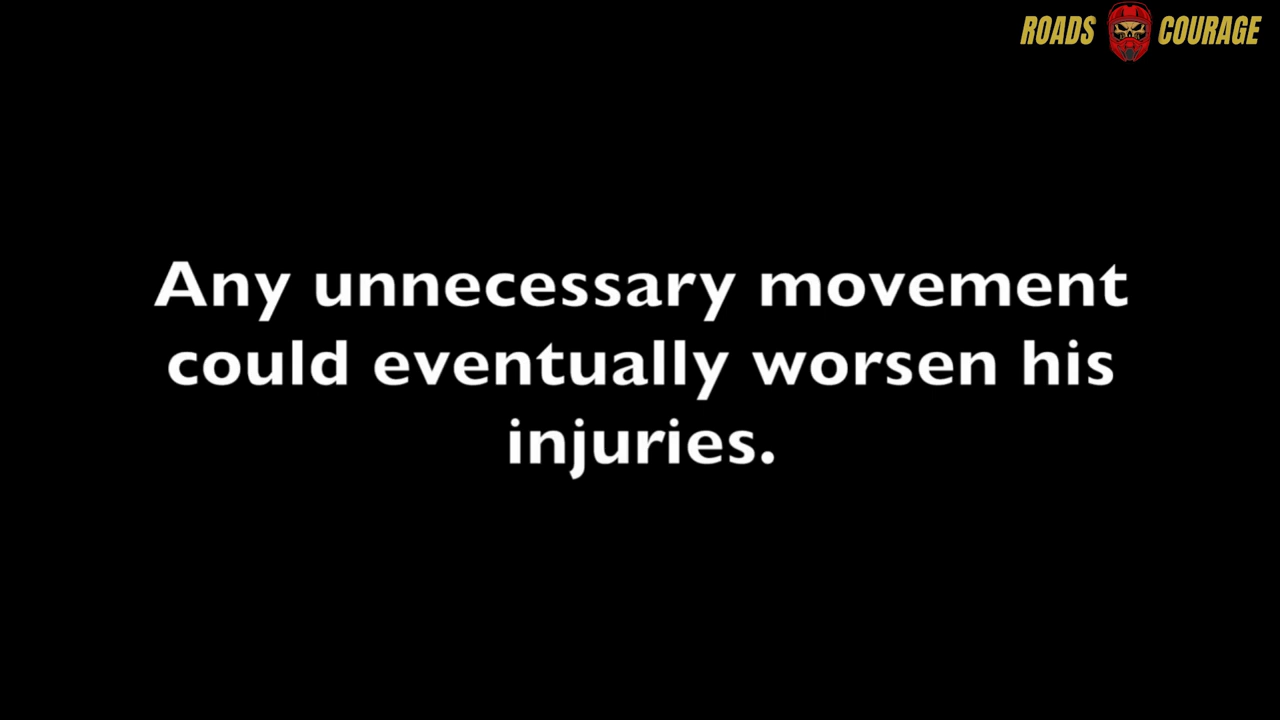 ROADS COURAGE
Any unnecessary movement
could eventually worsen his
injuries.